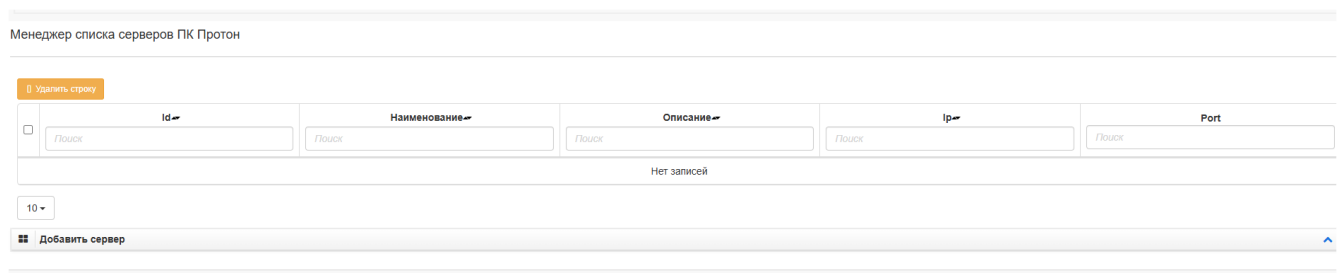 Менеджер списка серверов ПК Протон
Удалить строку
Id Наименование Описание Ip Port
Поиск Поиск Поиск Поиск Поиск
Нет записей
10
Добавить сервер